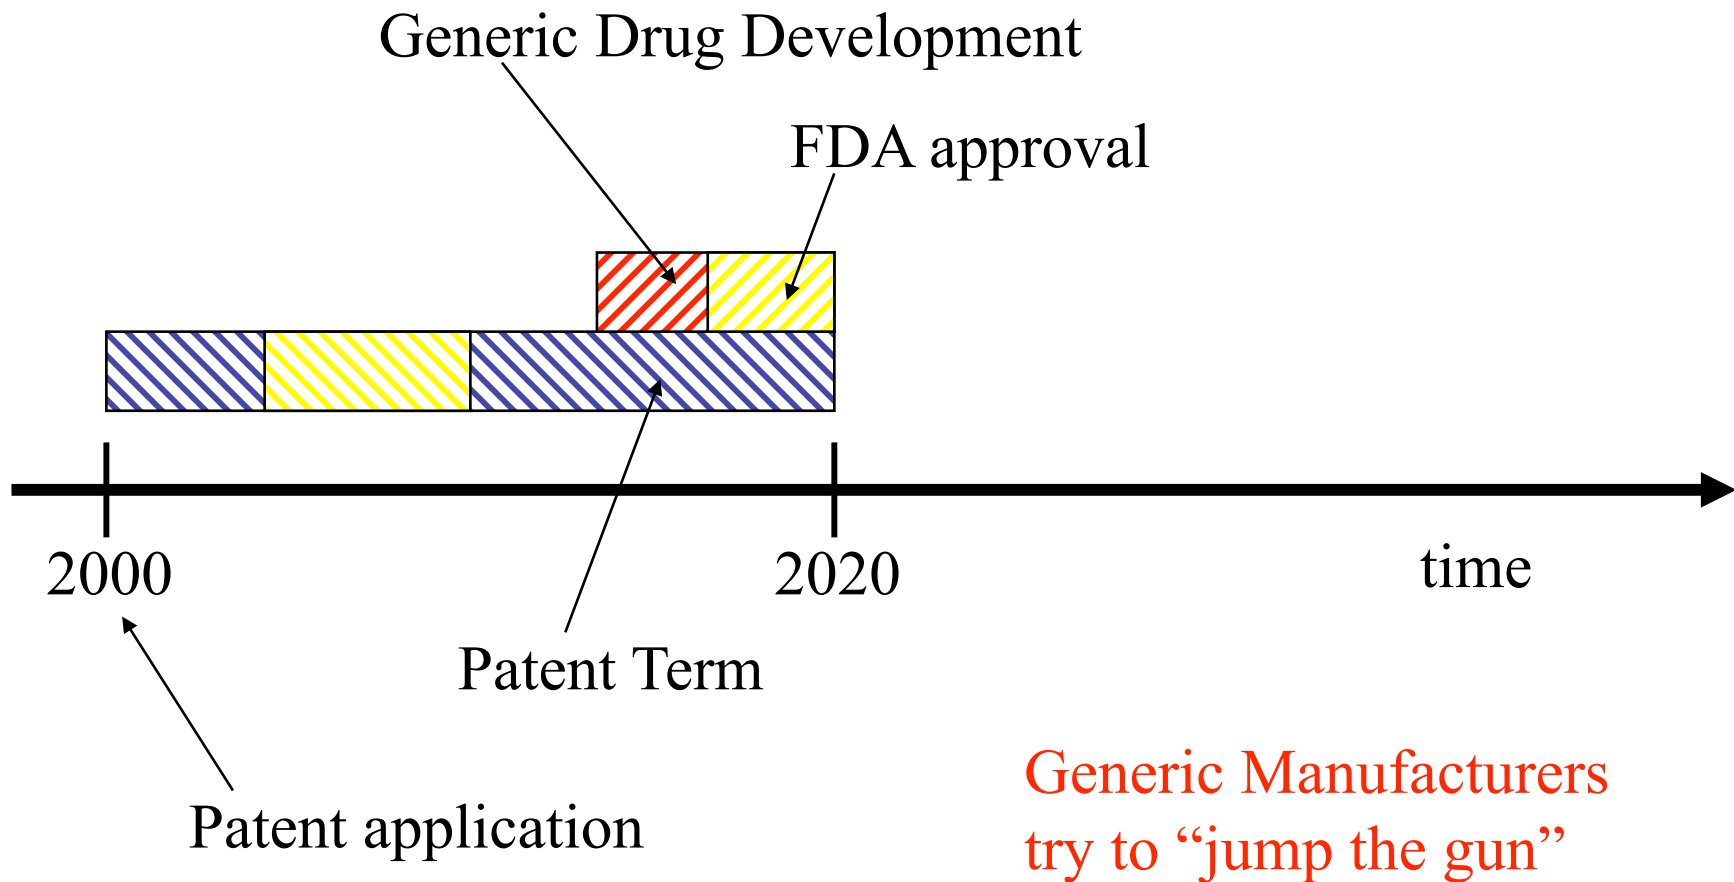 Generic Drug Development
FDA approval
2000
2020
time
Patent Term
Patent application
Generic Manufacturers
try to “jump the gun”